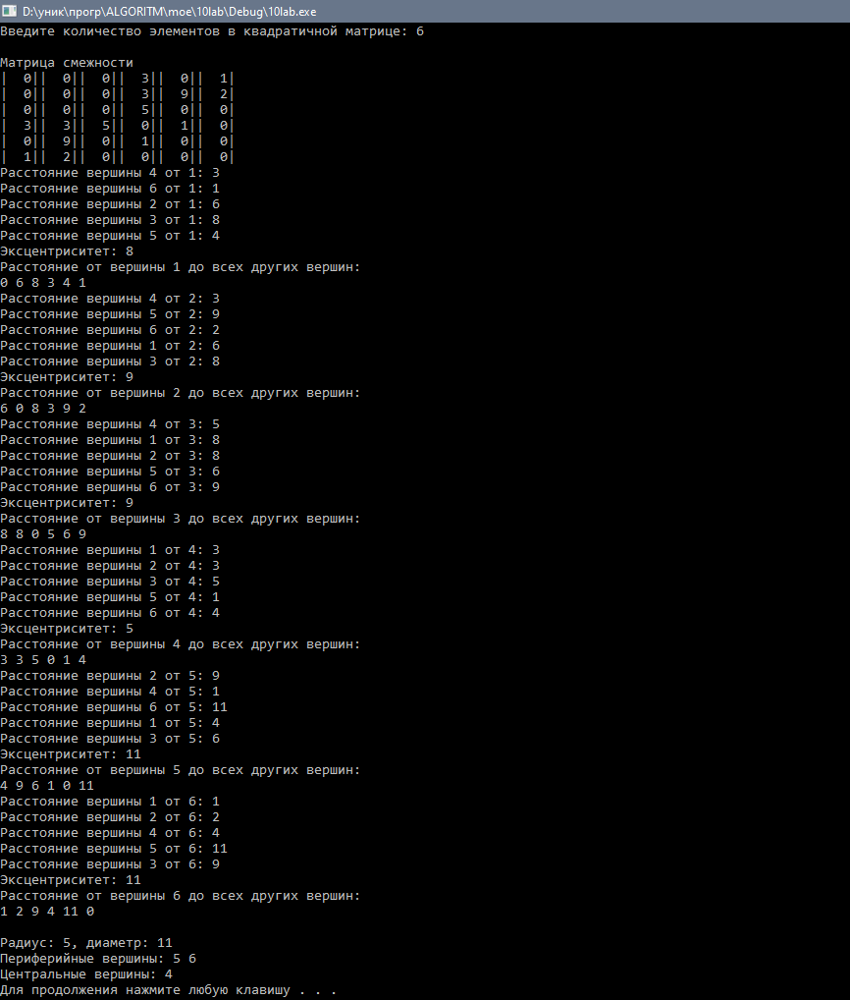 D:\уник\прогр\ALGORITM\moe\10lab\Debug\10lab.exe
Введите количество элементов в квадратичной матрице: 6
Матрица смежности
|  0||  0||  0||  3||  0||  1|
|  0||  0||  0||  3||  9||  2|
|  0||  0||  0||  5||  0||  0|
|  3||  3||  5||  0||  1||  0|
|  0||  9||  0||  1||  0||  0|
|  1||  2||  0||  0||  0||  0|
Расстояние вершины 4 от 1: 3
Расстояние вершины 6 от 1: 1
Расстояние вершины 2 от 1: 6
Расстояние вершины 3 от 1: 8
Расстояние вершины 5 от 1: 4
Эксцентриситет: 8
Расстояние от вершины 1 до всех других вершин:
0 6 8 3 4 1
Расстояние вершины 4 от 2: 3
Расстояние вершины 5 от 2: 9
Расстояние вершины 6 от 2: 2
Расстояние вершины 1 от 2: 6
Расстояние вершины 3 от 2: 8
Эксцентриситет: 9
Расстояние от вершины 2 до всех других вершин:
6 0 8 3 9 2
Расстояние вершины 4 от 3: 5
Расстояние вершины 1 от 3: 8
Расстояние вершины 2 от 3: 8
Расстояние вершины 5 от 3: 6
Расстояние вершины 6 от 3: 9
Эксцентриситет: 9
Расстояние от вершины 3 до всех других вершин:
8 8 0 5 6 9
Расстояние вершины 1 от 4: 3
Расстояние вершины 2 от 4: 3
Расстояние вершины 3 от 4: 5
Расстояние вершины 5 от 4: 1
Расстояние вершины 6 от 4: 4
Эксцентриситет: 5
Расстояние от вершины 4 до всех других вершин:
3 3 5 0 1 4
Расстояние вершины 2 от 5: 9
Расстояние вершины 4 от 5: 1
Расстояние вершины 6 от 5: 11
Расстояние вершины 1 от 5: 4
Расстояние вершины 3 от 5: 6
Эксцентриситет: 11
Расстояние от вершины 5 до всех других вершин:
4 9 6 1 0 11
Расстояние вершины 1 от 6: 1
Расстояние вершины 2 от 6: 2
Расстояние вершины 4 от 6: 4
Расстояние вершины 5 от 6: 11
Расстояние вершины 3 от 6: 9
Эксцентриситет: 11
Расстояние от вершины 6 до всех других вершин:
1 2 9 4 11 0
Радиус: 5, диаметр: 11
Периферийные вершины: 5 6
Центральные вершины: 4
Для продолжения нажмите любую клавишу . . .